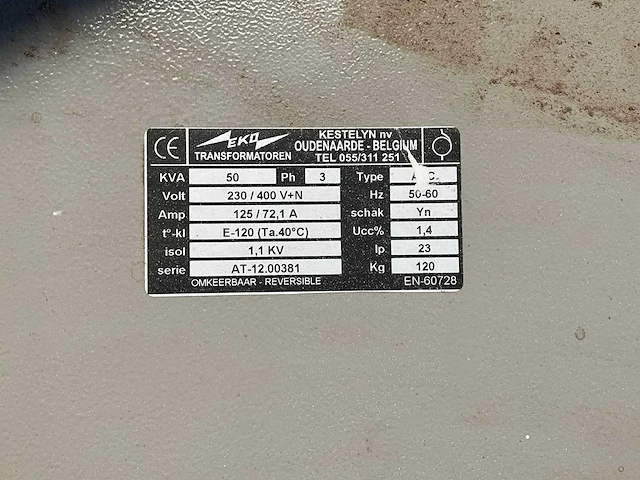 CE EKO KESTELYN nv
OUDENAARDE - BELGIUM
TRANSFORMATOREN TEL 055/311 251
KVA 50 Ph 3 Type
Volt 230 / 400 V+N Hz 50-60
Amp 125 / 72,1 A schak Yn
t°-kl E-120 (Ta.40°C) Ucc% 1,4
isol 1,1 KV Ip 23
serie AT-12.00381 Kg 120
OMKEERBAAR - REVERSIBLE EN-60728